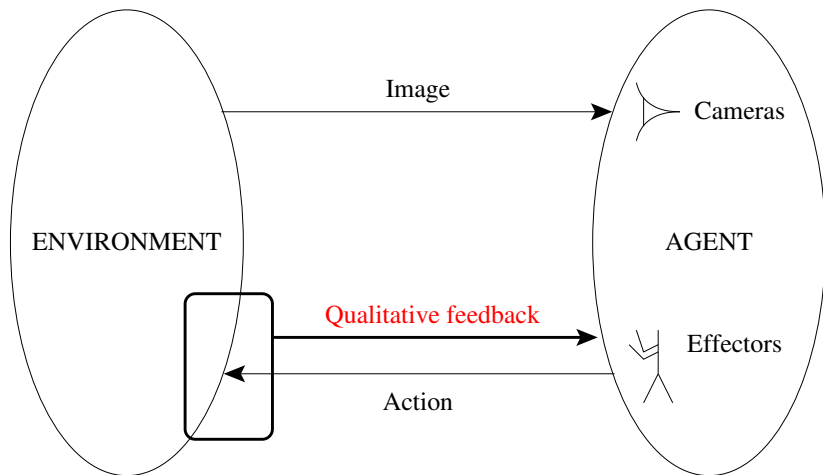 Image
Cameras
ENVIRONMENT
AGENT
Qualitative feedback
Effectors
Action